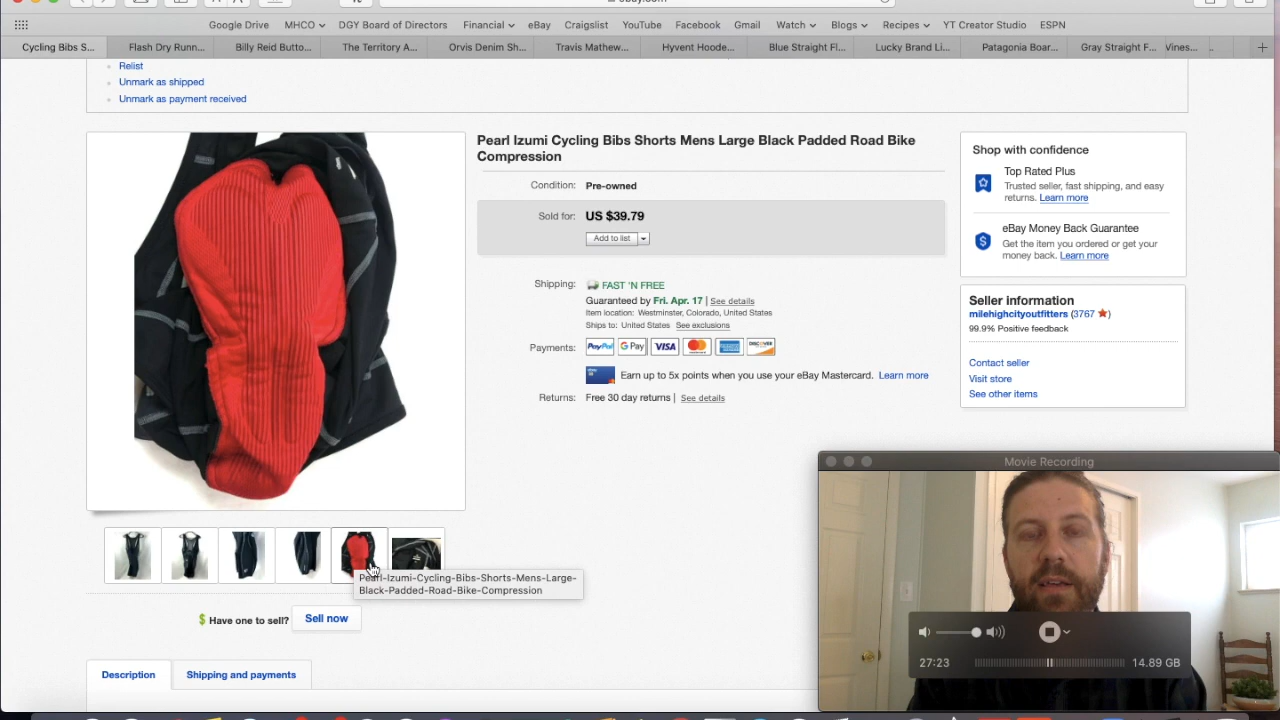 ebay.com
Google Drive MHCO DGY Board of Directors Financial eBay Craigslist YouTube Facebook Gmail Watch Blogs Recipes YT Creator Studio ESPN
Cycling Bibs S... Flash Dry Runn... Billy Reid Butto... The Territory A... Orvis Denim Sh... Travis Mathew... Hyvent Hoode... Blue Straight Fl... Lucky Brand Li... Patagonia Boar... Gray Straight F... Vines... ..
Relist
Unmark as shipped
Unmark as payment received
Pearl Izumi Cycling Bibs Shorts Mens Large Black Padded Road Bike
Compression
Condition: Pre-owned
Sold for: US $39.79
Add to list
Shipping: FAST 'N FREE
Guaranteed by Fri. Apr. 17 | See details
Item location: Westminster, Colorado, United States
Ships to: United States See exclusions
Payments: PayPal G Pay VISA mastercard AMERICAN EXPRESS DISCOVER
Earn up to 5x points when you use your eBay Mastercard. Learn more
Returns: Free 30 day returns | See details
Shop with confidence
Top Rated Plus
Trusted seller, fast shipping, and easy
returns. Learn more
eBay Money Back Guarantee
Get the item you ordered or get your
money back. Learn more
Seller information
milehighcityoutfitters (3767)
99.9% Positive feedback
Contact seller
Visit store
See other items
Pearl-Izumi-Cycling-Bibs-Shorts-Mens-Large-
Black-Padded-Road-Bike-Compression
$ Have one to sell? Sell now
Description Shipping and payments
Movie Recording
27:23 14.89 GB